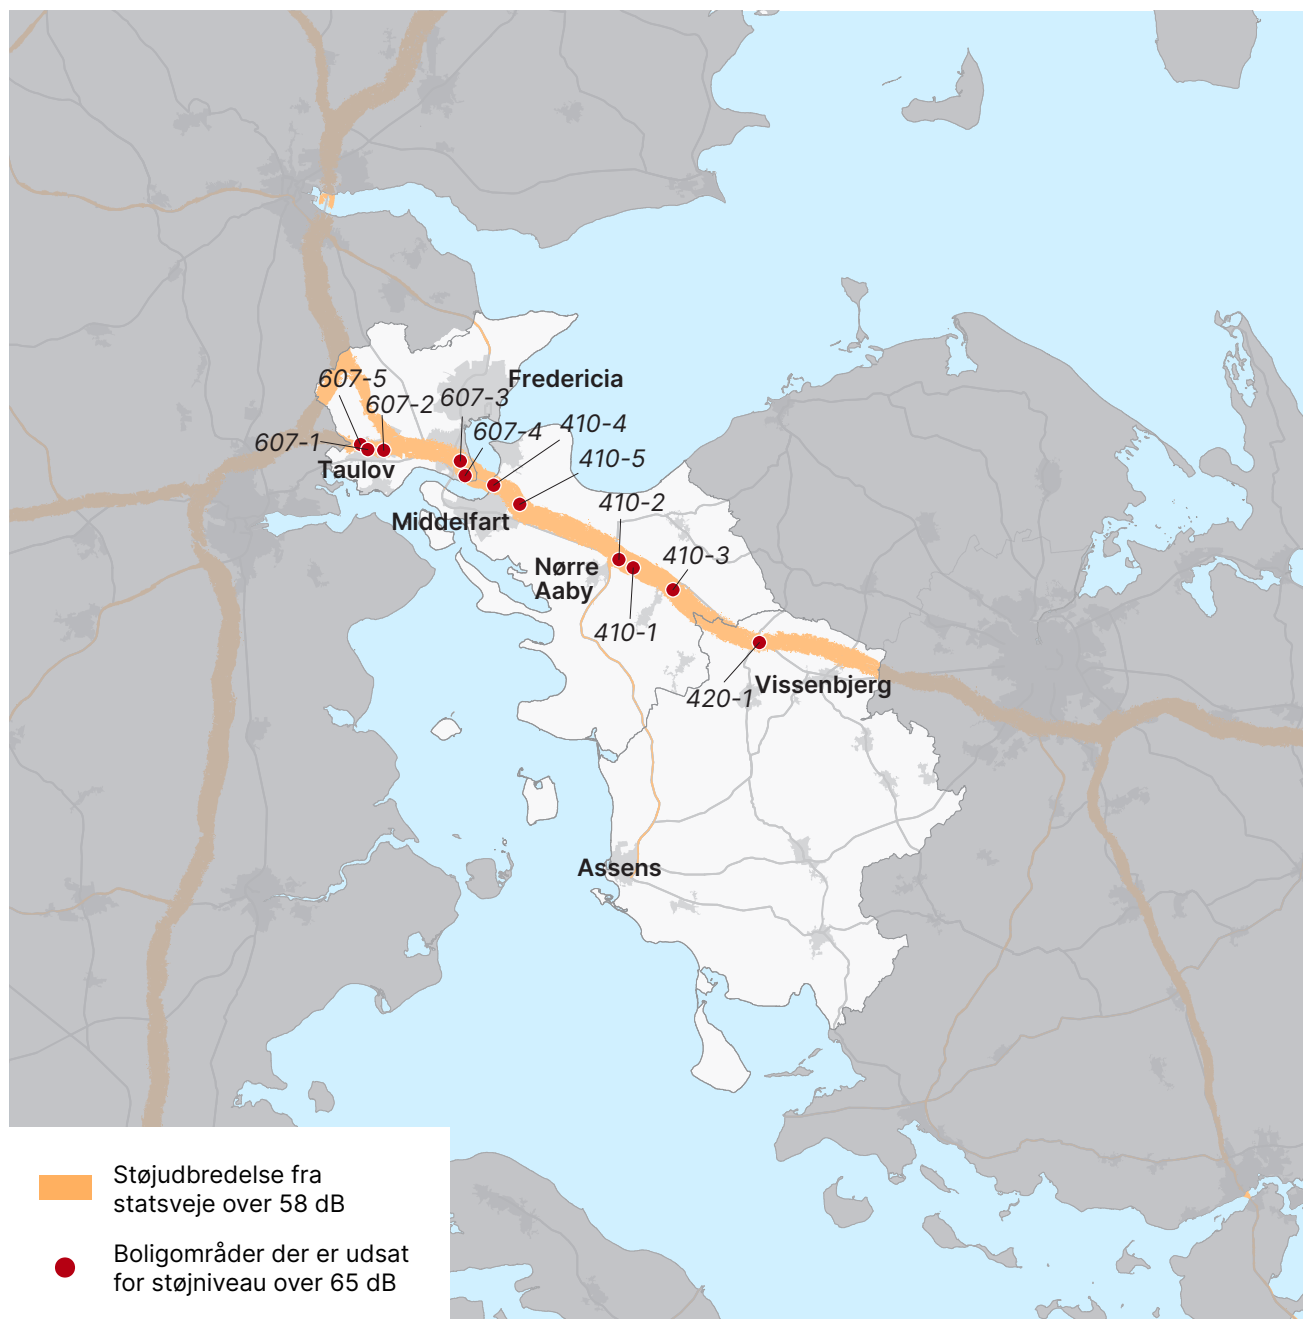 607-5
Fredericia
607-3
607-2
410-4
607-4
607-1
410-5
Taulov
410-2
Middelfart
410-3
Nørre
Aaby
410-1
Vissenbjerg
420-1
Assens
Støjudbredelse fra
statsveje over 58 dB
Boligområder der er udsat
for støjniveau over 65 dB